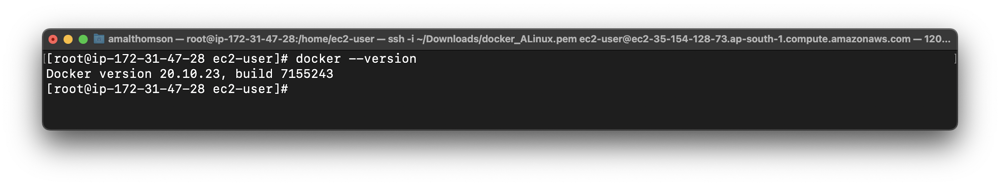 amalthomson — root@ip-172-31-47-28:/home/ec2-user — ssh -i ~/Downloads/docker_ALinux.pem ec2-user@ec2-35-154-128-73.ap-south-1.compute.amazonaws.com — 120...
[[root@ip-172-31-47-28 ec2-user]# docker --version ]
Docker version 20.10.23, build 7155243
[root@ip-172-31-47-28 ec2-user]#